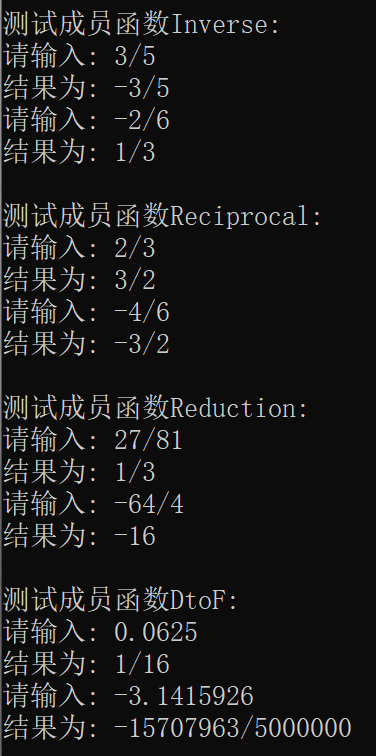 测试成员函数Inverse:
请输入: 3/5
结果为: -3/5
请输入: -2/6
结果为: 1/3
测试成员函数Reciprocal:
请输入: 2/3
结果为: 3/2
请输入: -4/6
结果为: -3/2
测试成员函数Reduction:
请输入: 27/81
结果为: 1/3
请输入: -64/4
结果为: -16
测试成员函数DtoF:
请输入: 0.0625
结果为: 1/16
请输入: -3.1415926
结果为: -15707963/5000000